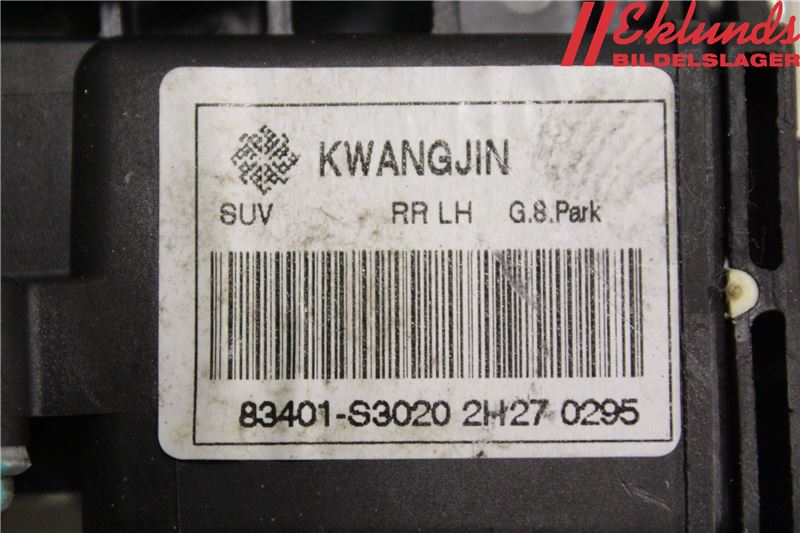 //Eklunds
BILDELSLAGER
KWANGJIN
SUV RR LH G.8.Park
83401-S3020 2H27 0295